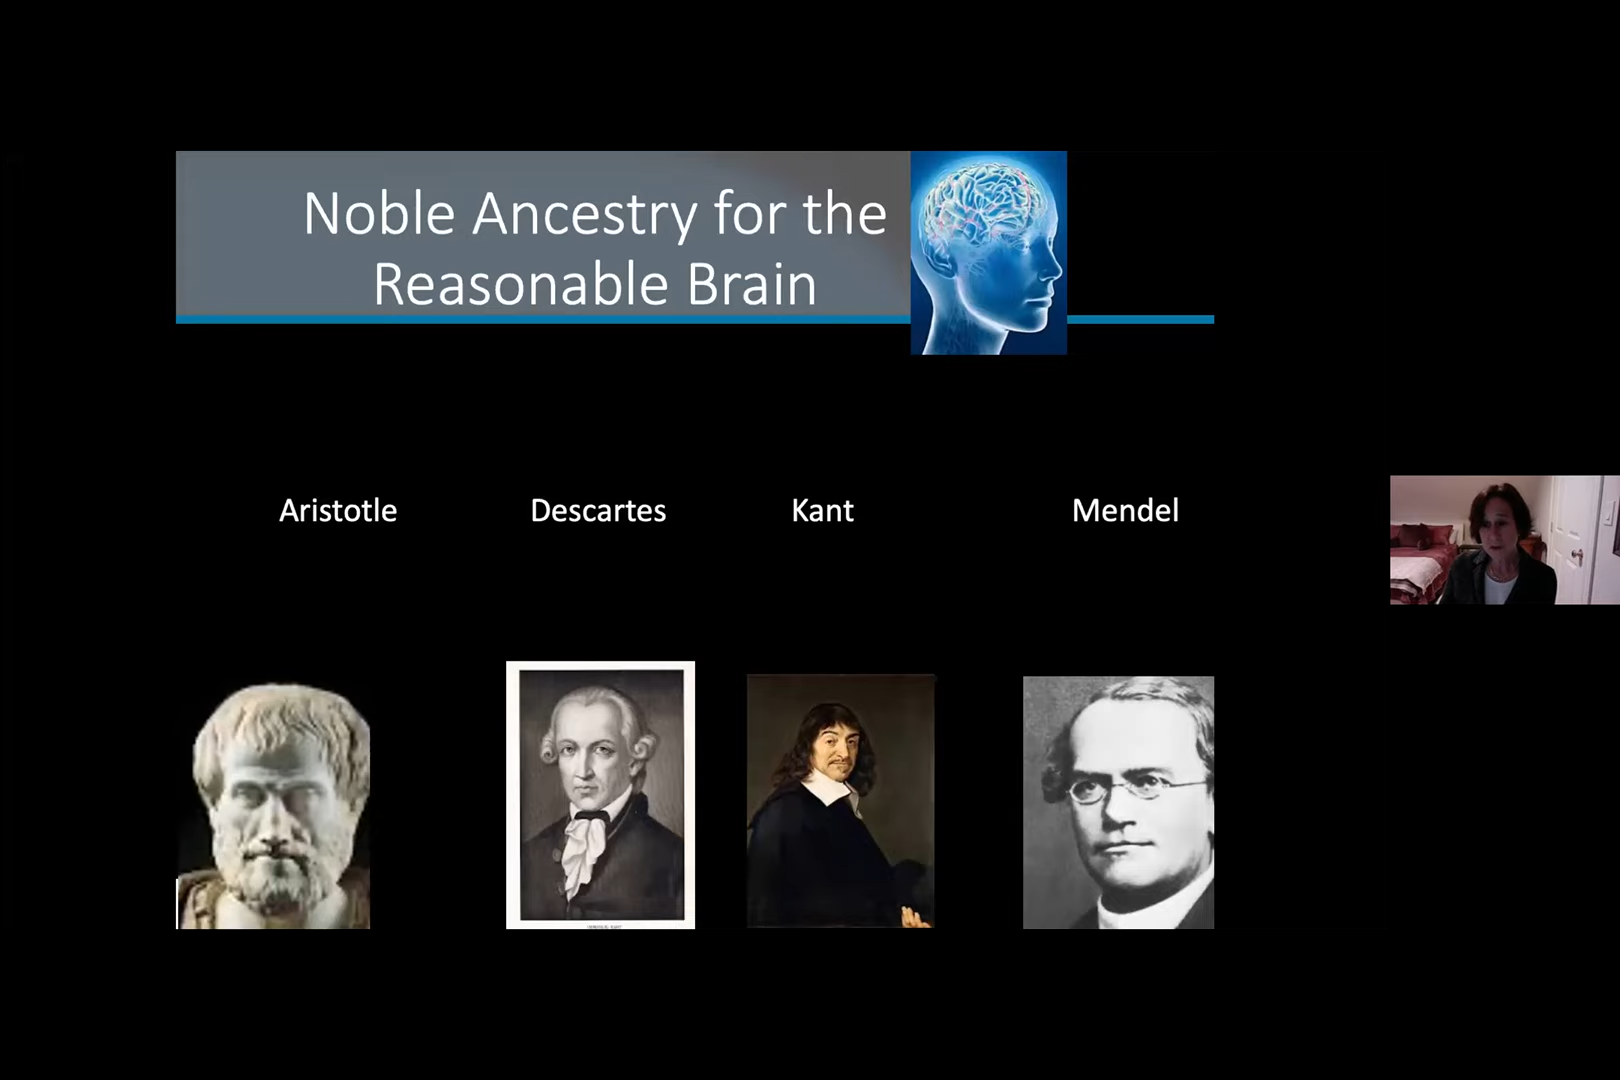 Noble Ancestry for the
Reasonable Brain
Aristotle
Descartes
Kant
Mendel